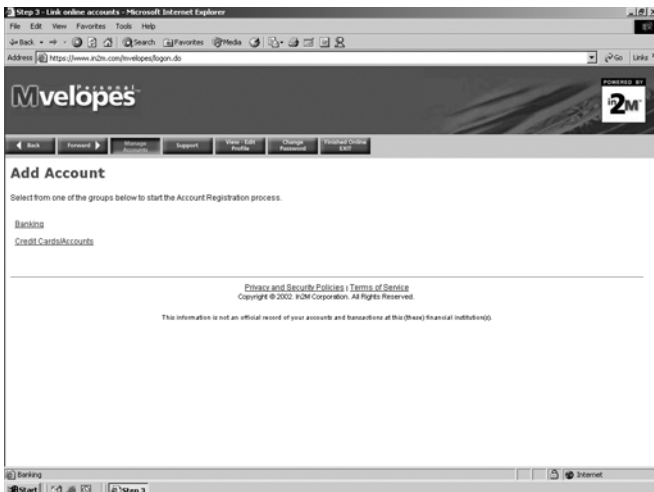 Step 3 - Link online accounts - Microsoft Internet Explorer
File Edit View Favorites Tools Help
Back Search Favorites Media
Address https://www.in2m.com/mvelopes/logon.do Go Links
PERSONAL
Mvelopes
POWERED BY
in2M
Back Forward Manage Accounts Support View - Edit Profile Change Password Finished Online EXIT
Add Account
Select from one of the groups below to start the Account Registration process.
Banking
Credit Cards/Accounts
Privacy and Security Policies | Terms of Service
Copyright © 2002. In2M Corporation. All Rights Reserved.
This information is not an official record of your accounts and transactions at this (these) financial institution(s).
Banking Internet
Start Step 3